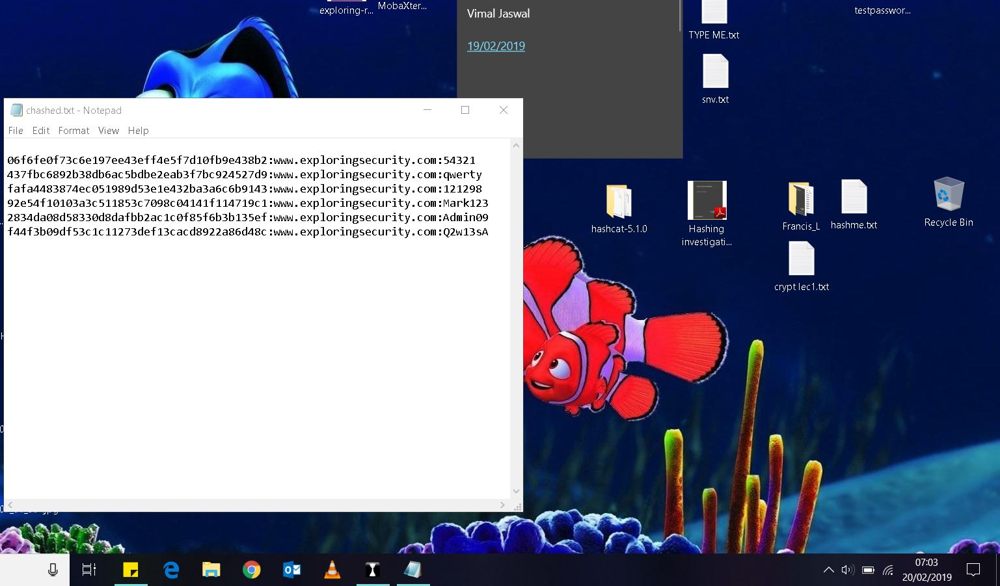 exploring-r...
MobaXter...
Vimal Jaswal
19/02/2019
TYPE ME.txt
testpasswor...
snv.txt
chashed.txt - Notepad
File Edit Format View Help
06f6fe0f73c6e197ee43eff4e5f7d10fb9e438b2:www.exploringsecurity.com:54321
437fbc6892b38db6ac5bdbe2eab3f7bc924527d9:www.exploringsecurity.com:qwerty
fafa4483874ec051989d53e1e432ba3a6c6b9143:www.exploringsecurity.com:121298
92e54f10103a3c511853c7098c04141f114719c1:www.exploringsecurity.com:Mark123
2834da08d58330d8dafbb2ac1c0f85f6b3b135ef:www.exploringsecurity.com:Admin09
f44f3b09df53c1c11273def13cacd8922a86d48c:www.exploringsecurity.com:Q2w13sA
hashcat-5.1.0
Hashing
investigati...
Francis_L
hashme.txt
Recycle Bin
crypt lec1.txt
07:03
20/02/2019